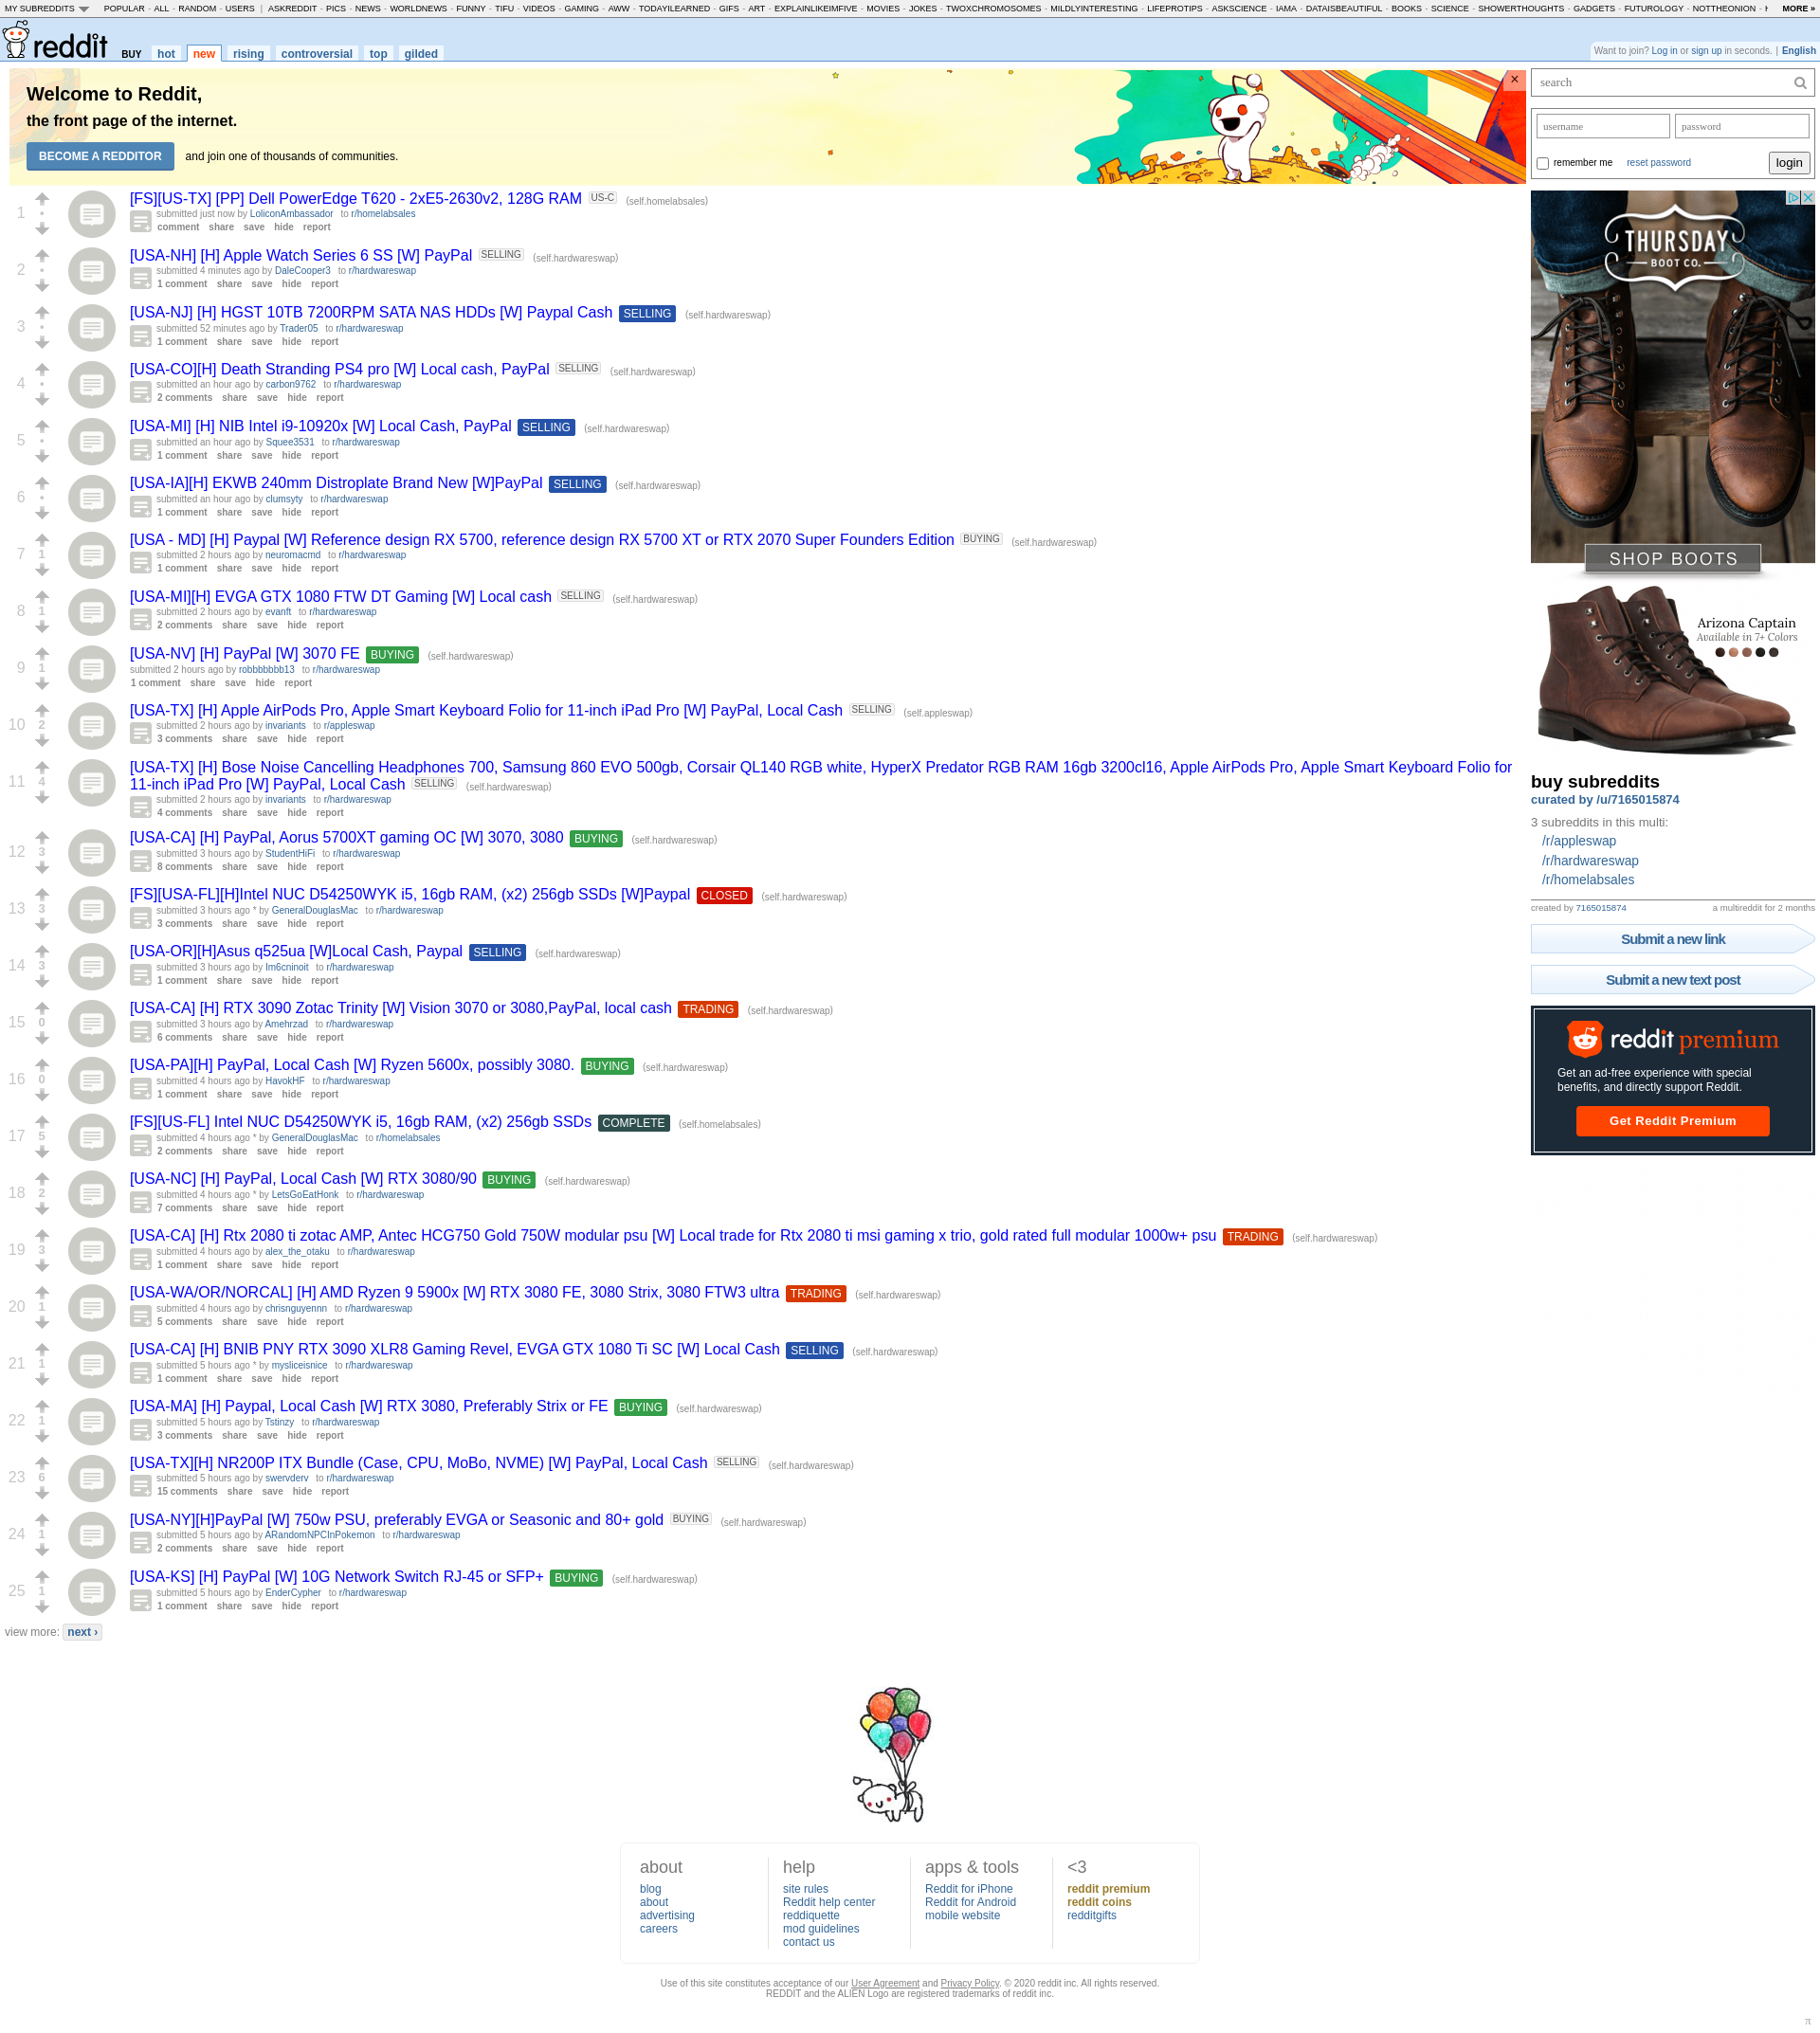 MY SUBREDDITS POPULAR - ALL - RANDOM - USERS | ASKREDDIT - PICS - NEWS - WORLDNEWS - FUNNY - TIFU - VIDEOS - GAMING - AWW - TODAYILEARNED - GIFS - ART - EXPLAINLIKEIMFIVE - MOVIES - JOKES - TWOXCHROMOSOMES - MILDLYINTERESTING - LIFEPROTIPS - ASKSCIENCE - IAMA - DATAISBEAUTIFUL - BOOKS - SCIENCE - SHOWERTHOUGHTS - GADGETS - FUTUROLOGY - NOTTHEONION - MORE »
reddit BUY hot new rising controversial top gilded
Want to join? Log in or sign up in seconds. | English
Welcome to Reddit,
the front page of the internet.
BECOME A REDDITOR and join one of thousands of communities.
×
1
[FS][US-TX] [PP] Dell PowerEdge T620 - 2xE5-2630v2, 128G RAM US-C (self.homelabsales)
submitted just now by LoliconAmbassador to r/homelabsales
comment share save hide report
2
[USA-NH] [H] Apple Watch Series 6 SS [W] PayPal SELLING (self.hardwareswap)
submitted 4 minutes ago by DaleCooper3 to r/hardwareswap
1 comment share save hide report
3
[USA-NJ] [H] HGST 10TB 7200RPM SATA NAS HDDs [W] Paypal Cash SELLING (self.hardwareswap)
submitted 52 minutes ago by Trader05 to r/hardwareswap
1 comment share save hide report
4
[USA-CO][H] Death Stranding PS4 pro [W] Local cash, PayPal SELLING (self.hardwareswap)
submitted an hour ago by carbon9762 to r/hardwareswap
2 comments share save hide report
5
[USA-MI] [H] NIB Intel i9-10920x [W] Local Cash, PayPal SELLING (self.hardwareswap)
submitted an hour ago by Squee3531 to r/hardwareswap
1 comment share save hide report
6
[USA-IA][H] EKWB 240mm Distroplate Brand New [W]PayPal SELLING (self.hardwareswap)
submitted an hour ago by clumsyty to r/hardwareswap
1 comment share save hide report
7 1
[USA - MD] [H] Paypal [W] Reference design RX 5700, reference design RX 5700 XT or RTX 2070 Super Founders Edition BUYING (self.hardwareswap)
submitted 2 hours ago by neuromacmd to r/hardwareswap
1 comment share save hide report
8 1
[USA-MI][H] EVGA GTX 1080 FTW DT Gaming [W] Local cash SELLING (self.hardwareswap)
submitted 2 hours ago by evanft to r/hardwareswap
2 comments share save hide report
9 1
[USA-NV] [H] PayPal [W] 3070 FE BUYING (self.hardwareswap)
submitted 2 hours ago by robbbbbbb13 to r/hardwareswap
1 comment share save hide report
10 2
[USA-TX] [H] Apple AirPods Pro, Apple Smart Keyboard Folio for 11-inch iPad Pro [W] PayPal, Local Cash SELLING (self.appleswap)
submitted 2 hours ago by invariants to r/appleswap
3 comments share save hide report
11 4
[USA-TX] [H] Bose Noise Cancelling Headphones 700, Samsung 860 EVO 500gb, Corsair QL140 RGB white, HyperX Predator RGB RAM 16gb 3200cl16, Apple AirPods Pro, Apple Smart Keyboard Folio for
11-inch iPad Pro [W] PayPal, Local Cash SELLING (self.hardwareswap)
submitted 2 hours ago by invariants to r/hardwareswap
4 comments share save hide report
12 3
[USA-CA] [H] PayPal, Aorus 5700XT gaming OC [W] 3070, 3080 BUYING (self.hardwareswap)
submitted 3 hours ago by StudentHiFi to r/hardwareswap
8 comments share save hide report
13 3
[FS][USA-FL][H]Intel NUC D54250WYK i5, 16gb RAM, (x2) 256gb SSDs [W]Paypal CLOSED (self.hardwareswap)
submitted 3 hours ago * by GeneralDouglasMac to r/hardwareswap
3 comments share save hide report
14 3
[USA-OR][H]Asus q525ua [W]Local Cash, Paypal SELLING (self.hardwareswap)
submitted 3 hours ago by Im6cninoit to r/hardwareswap
1 comment share save hide report
15 0
[USA-CA] [H] RTX 3090 Zotac Trinity [W] Vision 3070 or 3080,PayPal, local cash TRADING (self.hardwareswap)
submitted 3 hours ago by Amehrzad to r/hardwareswap
6 comments share save hide report
16 0
[USA-PA][H] PayPal, Local Cash [W] Ryzen 5600x, possibly 3080. BUYING (self.hardwareswap)
submitted 4 hours ago by HavokHF to r/hardwareswap
1 comment share save hide report
17 5
[FS][US-FL] Intel NUC D54250WYK i5, 16gb RAM, (x2) 256gb SSDs COMPLETE (self.homelabsales)
submitted 4 hours ago * by GeneralDouglasMac to r/homelabsales
2 comments share save hide report
18 2
[USA-NC] [H] PayPal, Local Cash [W] RTX 3080/90 BUYING (self.hardwareswap)
submitted 4 hours ago * by LetsGoEatHonk to r/hardwareswap
7 comments share save hide report
19 3
[USA-CA] [H] Rtx 2080 ti zotac AMP, Antec HCG750 Gold 750W modular psu [W] Local trade for Rtx 2080 ti msi gaming x trio, gold rated full modular 1000w+ psu TRADING (self.hardwareswap)
submitted 4 hours ago by alex_the_otaku to r/hardwareswap
1 comment share save hide report
20 1
[USA-WA/OR/NORCAL] [H] AMD Ryzen 9 5900x [W] RTX 3080 FE, 3080 Strix, 3080 FTW3 ultra TRADING (self.hardwareswap)
submitted 4 hours ago by chrisnguyennn to r/hardwareswap
5 comments share save hide report
21 1
[USA-CA] [H] BNIB PNY RTX 3090 XLR8 Gaming Revel, EVGA GTX 1080 Ti SC [W] Local Cash SELLING (self.hardwareswap)
submitted 5 hours ago * by mysliceisnice to r/hardwareswap
1 comment share save hide report
22 1
[USA-MA] [H] Paypal, Local Cash [W] RTX 3080, Preferably Strix or FE BUYING (self.hardwareswap)
submitted 5 hours ago by Tstinzy to r/hardwareswap
3 comments share save hide report
23 6
[USA-TX][H] NR200P ITX Bundle (Case, CPU, MoBo, NVME) [W] PayPal, Local Cash SELLING (self.hardwareswap)
submitted 5 hours ago by swervderv to r/hardwareswap
15 comments share save hide report
24 1
[USA-NY][H]PayPal [W] 750w PSU, preferably EVGA or Seasonic and 80+ gold BUYING (self.hardwareswap)
submitted 5 hours ago by ARandomNPCInPokemon to r/hardwareswap
2 comments share save hide report
25 1
[USA-KS] [H] PayPal [W] 10G Network Switch RJ-45 or SFP+ BUYING (self.hardwareswap)
submitted 5 hours ago by EnderCypher to r/hardwareswap
1 comment share save hide report
view more: next ›
search
username password
remember me reset password login
THURSDAY
BOOT CO.
SHOP BOOTS
Arizona Captain
Available in 7+ Colors
buy subreddits
curated by /u/7165015874
3 subreddits in this multi:
/r/appleswap
/r/hardwareswap
/r/homelabsales
created by 7165015874 a multireddit for 2 months
Submit a new link
Submit a new text post
reddit premium
Get an ad-free experience with special
benefits, and directly support Reddit.
Get Reddit Premium
about
blog
about
advertising
careers
help
site rules
Reddit help center
reddiquette
mod guidelines
contact us
apps & tools
Reddit for iPhone
Reddit for Android
mobile website
<3
reddit premium
reddit coins
redditgifts
Use of this site constitutes acceptance of our User Agreement and Privacy Policy. © 2020 reddit inc. All rights reserved.
REDDIT and the ALIEN Logo are registered trademarks of reddit inc.
π